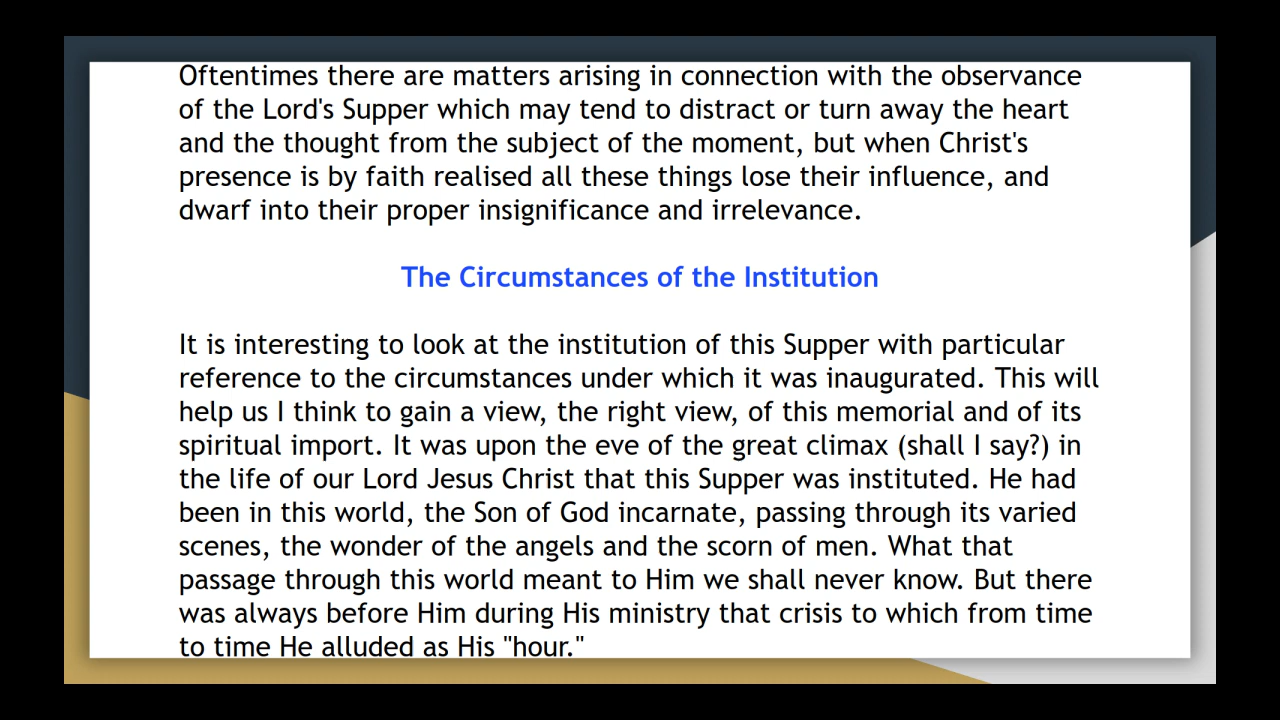 Oftentimes there are matters arising in connection with the observance
of the Lord's Supper which may tend to distract or turn away the heart
and the thought from the subject of the moment, but when Christ's
presence is by faith realised all these things lose their influence, and
dwarf into their proper insignificance and irrelevance.
The Circumstances of the Institution
It is interesting to look at the institution of this Supper with particular
reference to the circumstances under which it was inaugurated. This will
help us I think to gain a view, the right view, of this memorial and of its
spiritual import. It was upon the eve of the great climax (shall I say?) in
the life of our Lord Jesus Christ that this Supper was instituted. He had
been in this world, the Son of God incarnate, passing through its varied
scenes, the wonder of the angels and the scorn of men. What that
passage through this world meant to Him we shall never know. But there
was always before Him during His ministry that crisis to which from time
to time He alluded as His "hour."